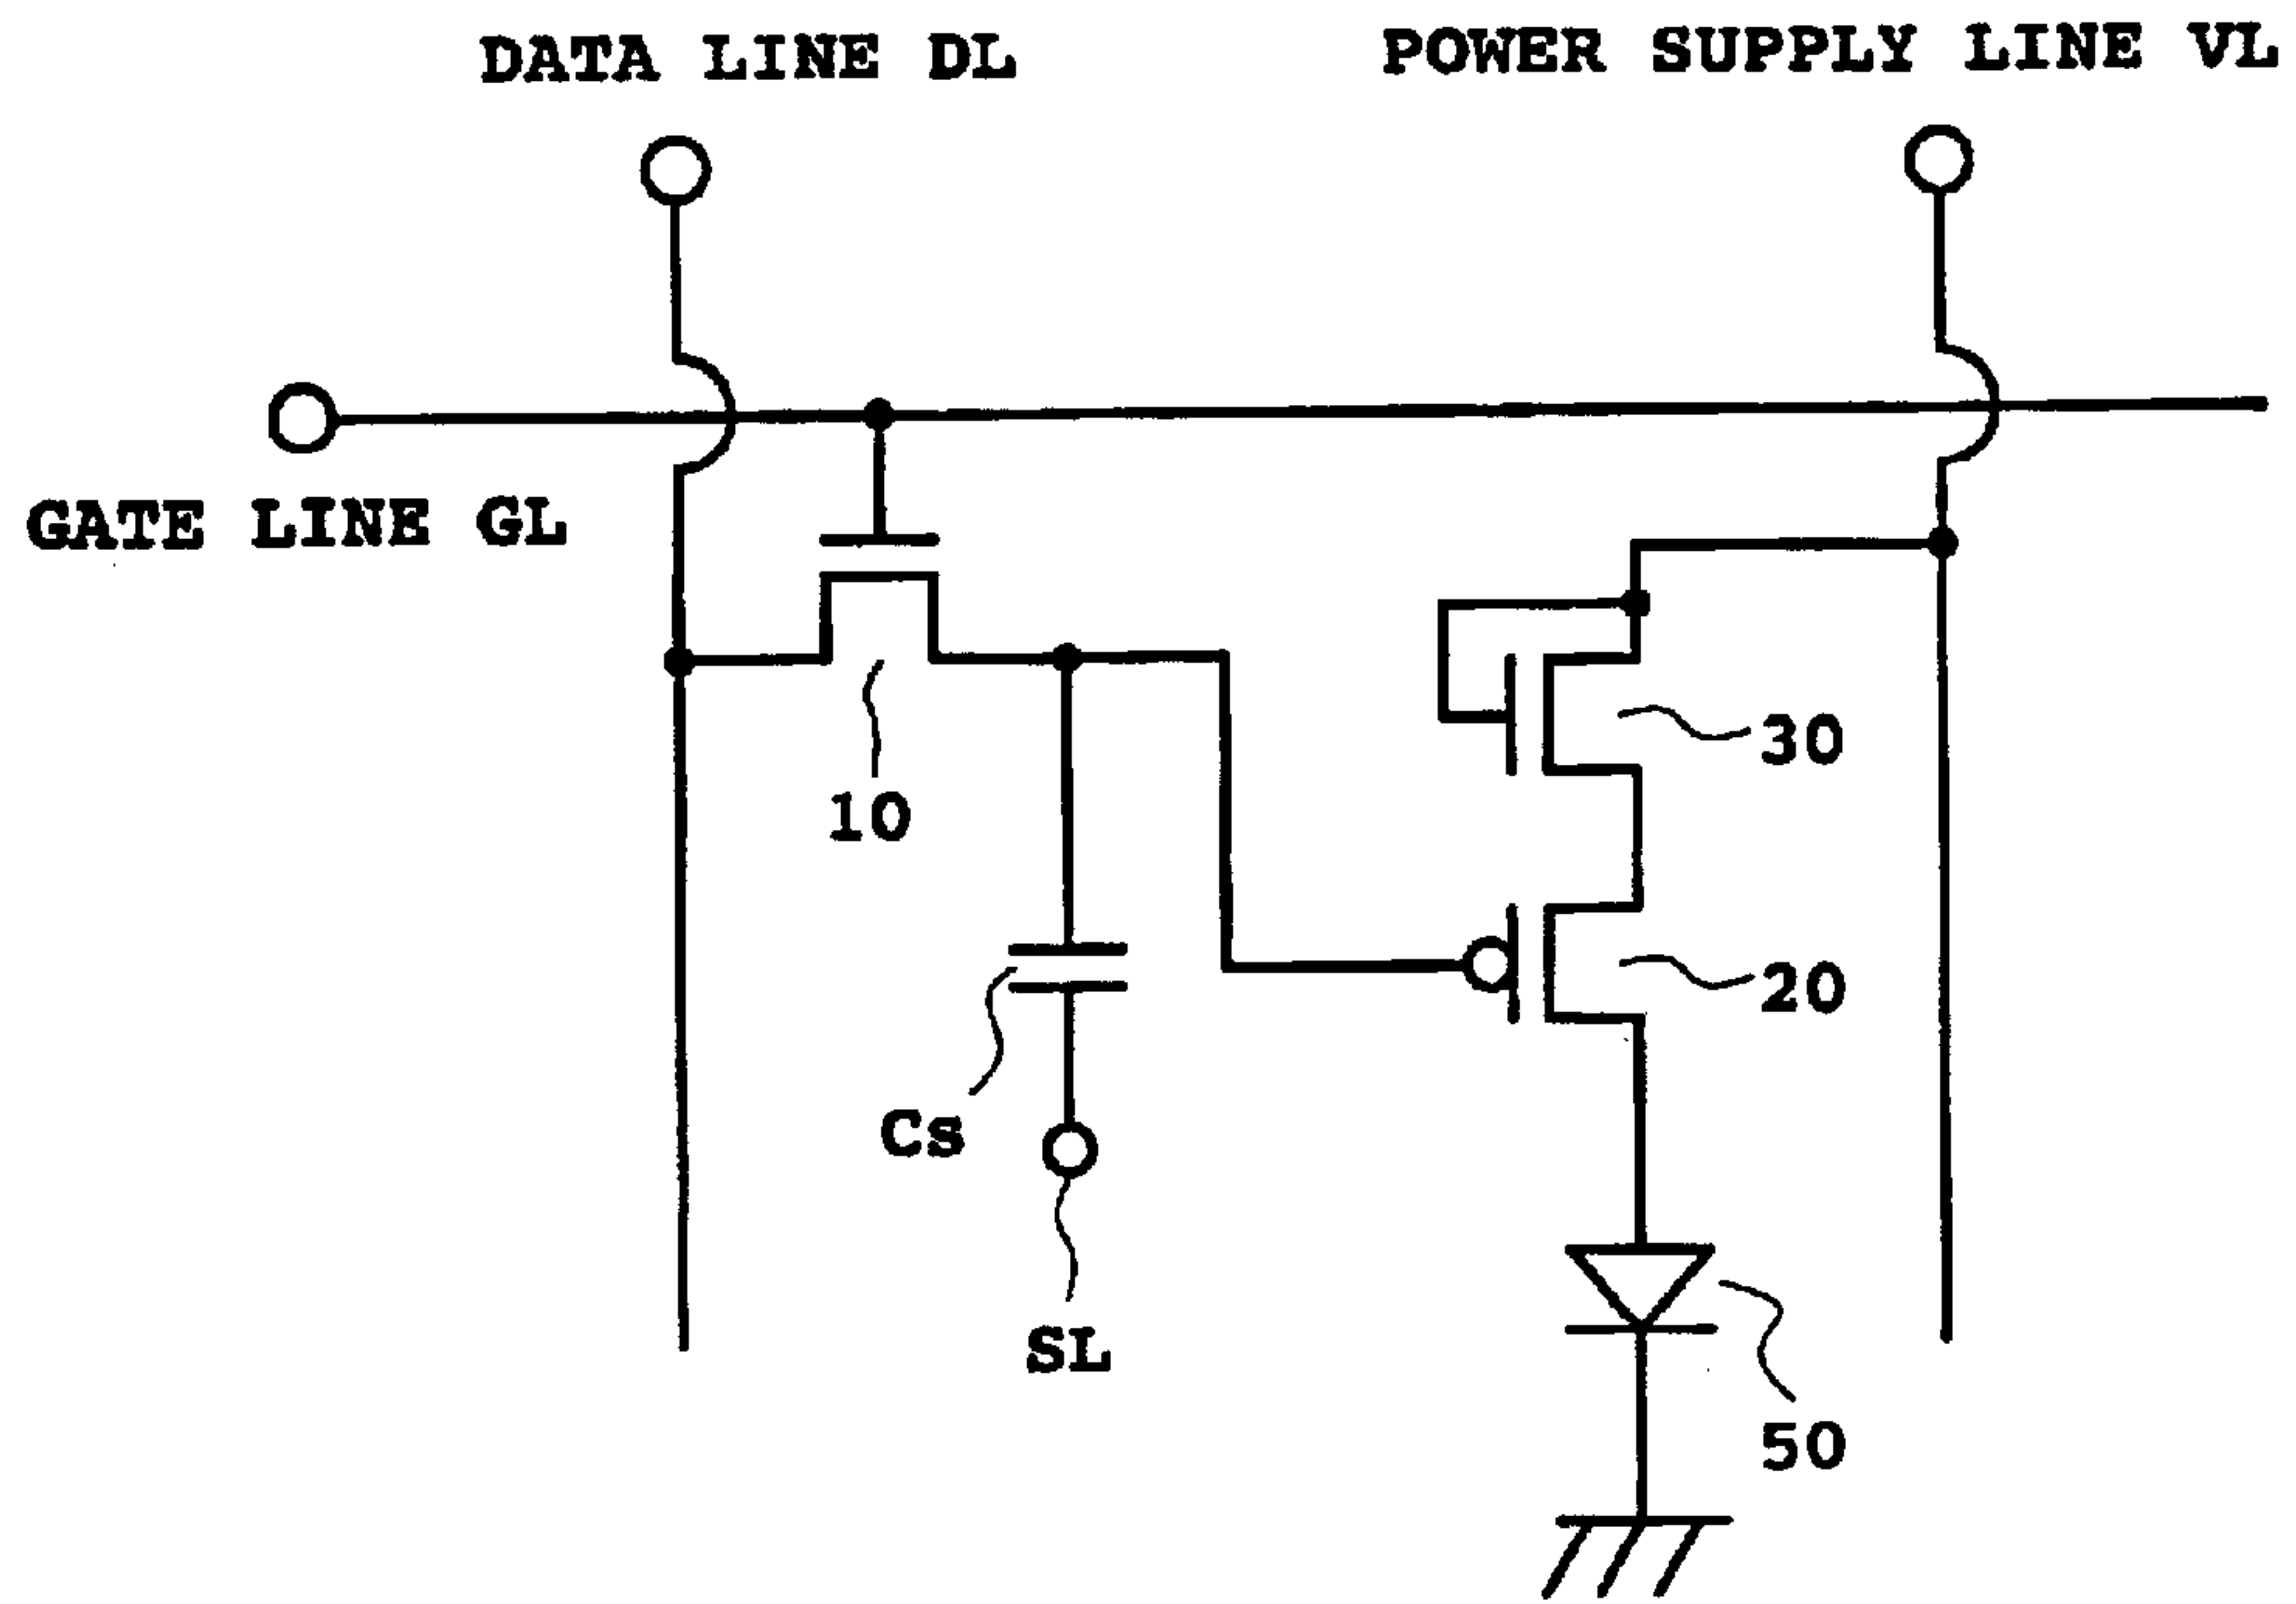 DATA LINE DL
POWER SUPPLY LINE VL
GATE LINE GL
30
10
20
Cs
SL
50